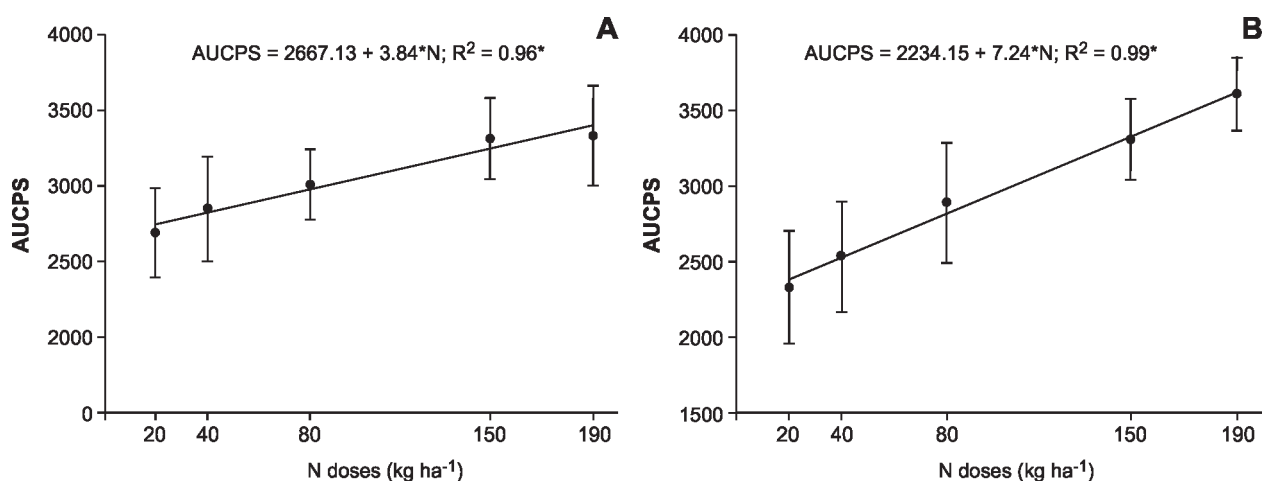 A
AUCPS = 2667.13 + 3.84*N; R² = 0.96*
4000
3500
3000
2500
2000
0
AUCPS
20 40 80 150 190
N doses (kg ha⁻¹)
B
AUCPS = 2234.15 + 7.24*N; R² = 0.99*
4000
3500
3000
2500
2000
1500
AUCPS
20 40 80 150 190
N doses (kg ha⁻¹)